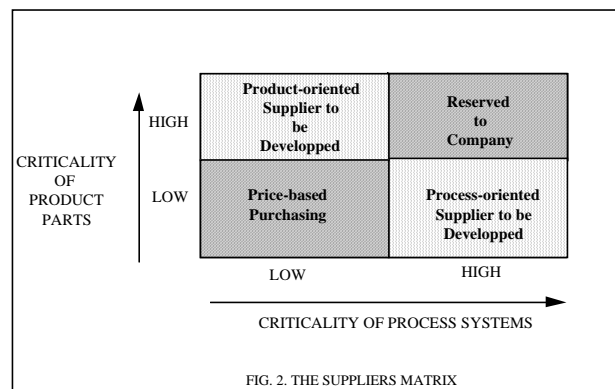 Product-oriented
Supplier to
be
Developped
Reserved
to
Company
HIGH
CRITICALITY
OF
PRODUCT
PARTS
LOW
Price-based
Purchasing
Process-oriented
Supplier to be
Developped
LOW
HIGH
CRITICALITY OF PROCESS SYSTEMS
FIG. 2. THE SUPPLIERS MATRIX